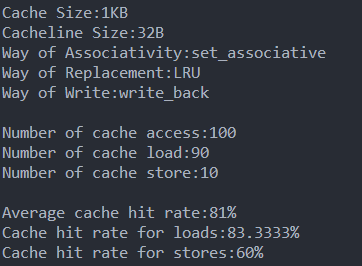 Cache Size:1KB
Cacheline Size:32B
Way of Associativity:set_associative
Way of Replacement:LRU
Way of Write:write_back
Number of cache access:100
Number of cache load:90
Number of cache store:10
Average cache hit rate:81%
Cache hit rate for loads:83.3333%
Cache hit rate for stores:60%